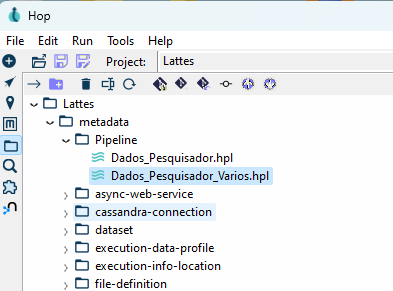 Hop
File Edit Run Tools Help
Project: Lattes
Lattes
metadata
Pipeline
Dados_Pesquisador.hpl
Dados_Pesquisador_Varios.hpl
async-web-service
cassandra-connection
dataset
execution-data-profile
execution-info-location
file-definition